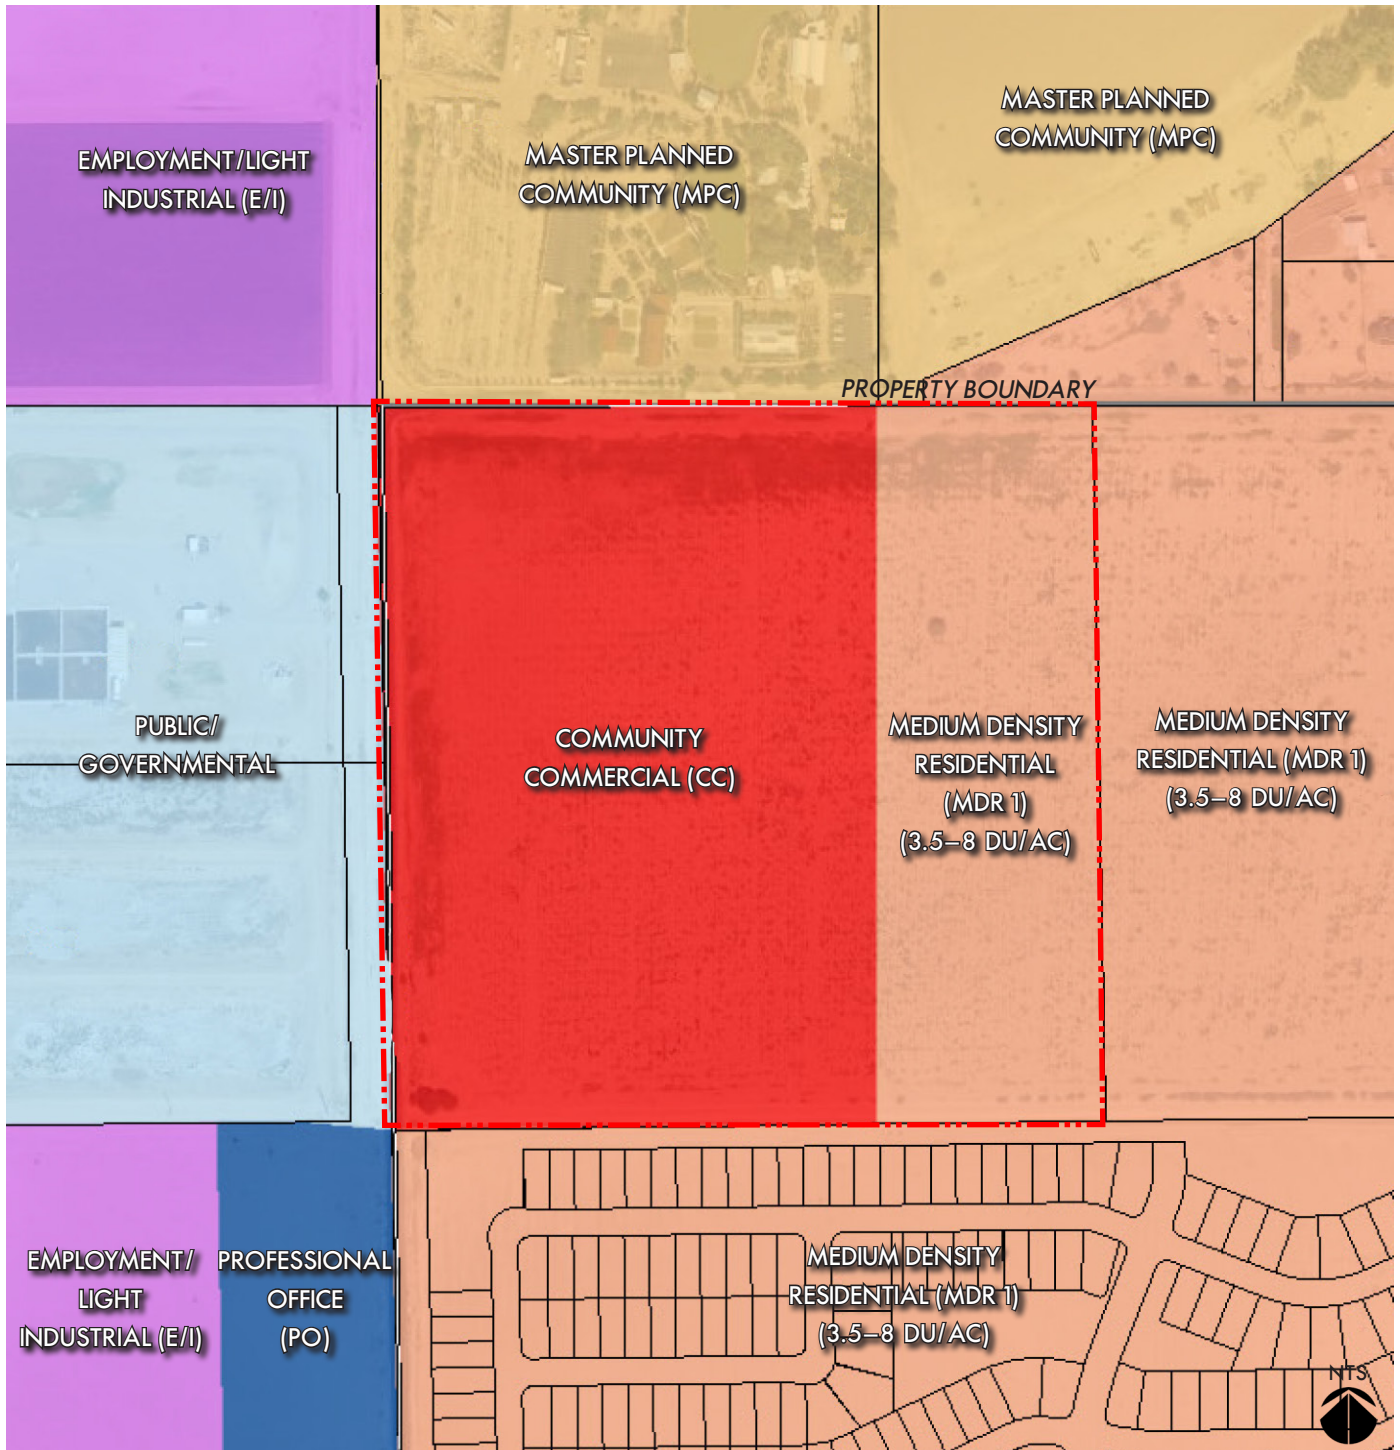 MASTER PLANNED
COMMUNITY (MPC)
EMPLOYMENT/LIGHT
INDUSTRIAL (E/I)
MASTER PLANNED
COMMUNITY (MPC)
PROPERTY BOUNDARY
PUBLIC/
GOVERNMENTAL
COMMUNITY
COMMERCIAL (CC)
MEDIUM DENSITY
RESIDENTIAL
(MDR 1)
(3.5–8 DU/AC)
MEDIUM DENSITY
RESIDENTIAL (MDR 1)
(3.5–8 DU/AC)
EMPLOYMENT/
LIGHT
INDUSTRIAL (E/I)
PROFESSIONAL
OFFICE
(PO)
MEDIUM DENSITY
RESIDENTIAL (MDR 1)
(3.5–8 DU/AC)
NTS